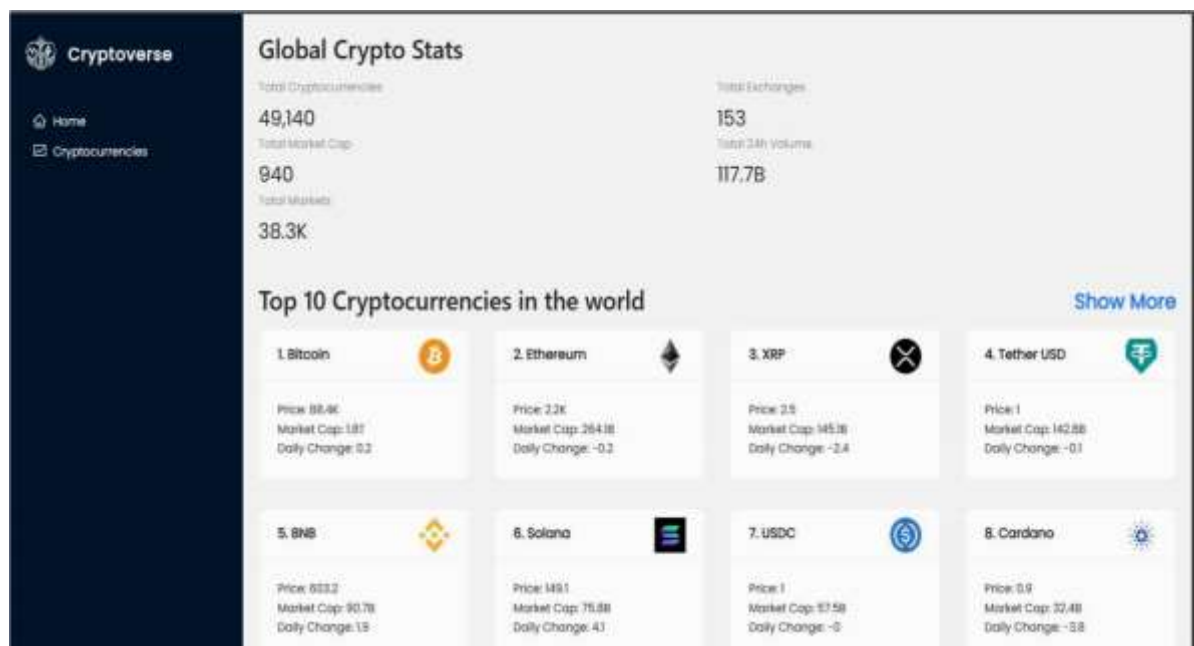 Cryptoverse
Home
Cryptocurrencies
Global Crypto Stats
Total Cryptocurrencies
49,140
Total Exchanges
153
Total Market Cap
940
Total 24h Volume
117.7B
Total Markets
38.3K
Top 10 Cryptocurrencies in the world
Show More
1. Bitcoin
Price: 88.4K
Market Cap: 1.8T
Daily Change: 0.2
2. Ethereum
Price: 2.2K
Market Cap: 264.1B
Daily Change: -0.2
3. XRP
Price: 2.5
Market Cap: 145.1B
Daily Change: -2.4
4. Tether USD
Price: 1
Market Cap: 142.8B
Daily Change: -0.1
5. BNB
Price: 603.2
Market Cap: 90.7B
Daily Change: 1.9
6. Solana
Price: 149.1
Market Cap: 75.8B
Daily Change: 4.1
7. USDC
Price: 1
Market Cap: 57.5B
Daily Change: -0
8. Cardano
Price: 0.9
Market Cap: 32.4B
Daily Change: